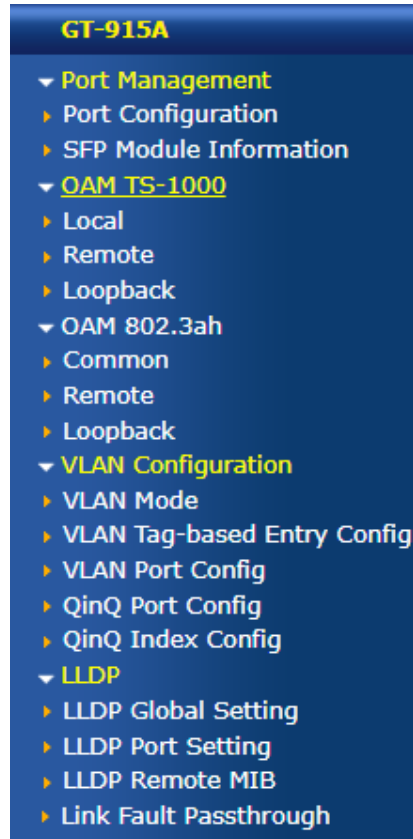 GT-915A
Port Management
Port Configuration
SFP Module Information
OAM TS-1000
Local
Remote
Loopback
OAM 802.3ah
Common
Remote
Loopback
VLAN Configuration
VLAN Mode
VLAN Tag-based Entry Config
VLAN Port Config
QinQ Port Config
QinQ Index Config
LLDP
LLDP Global Setting
LLDP Port Setting
LLDP Remote MIB
Link Fault Passthrough